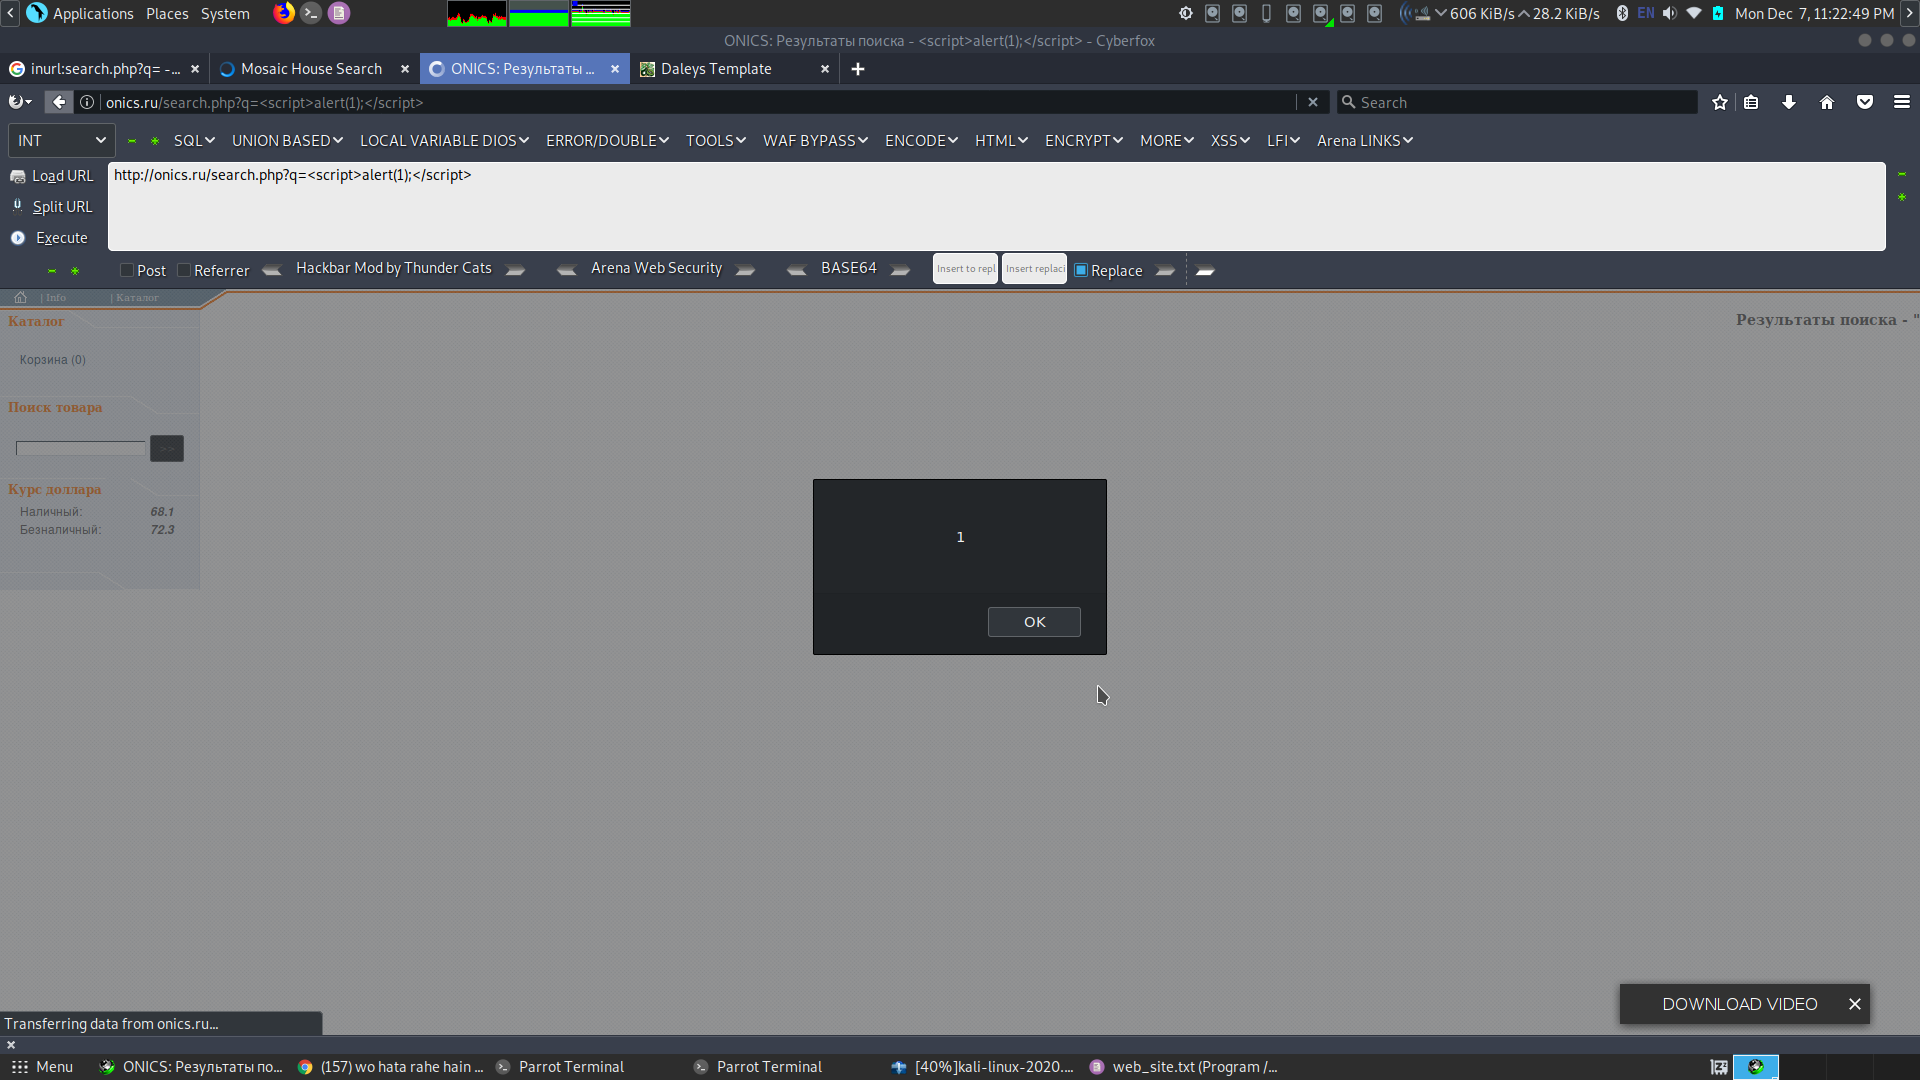 Applications Places System 606 KiB/s 28.2 KiB/s EN Mon Dec 7, 11:22:49 PM
ONICS: Результаты поиска - <script>alert(1);</script> - Cyberfox
inurl:search.php?q= -... Mosaic House Search ONICS: Результаты ... Daleys Template
onics.ru/search.php?q=<script>alert(1);</script> Search
INT SQL UNION BASED LOCAL VARIABLE DIOS ERROR/DOUBLE TOOLS WAF BYPASS ENCODE HTML ENCRYPT MORE XSS LFI Arena LINKS
Load URL http://onics.ru/search.php?q=<script>alert(1);</script>
Split URL
Execute
Post Referrer Hackbar Mod by Thunder Cats Arena Web Security BASE64 Insert to repl Insert replaci Replace
| Info | Каталог
Каталог
Результаты поиска - "
Корзина (0)
Поиск товара
>>
Курс доллара
Наличный: 68.1
Безналичный: 72.3
1
OK
DOWNLOAD VIDEO
Transferring data from onics.ru...
Menu ONICS: Результаты по... (157) wo hata rahe hain ... Parrot Terminal Parrot Terminal [40%]kali-linux-2020.... web_site.txt (Program /...